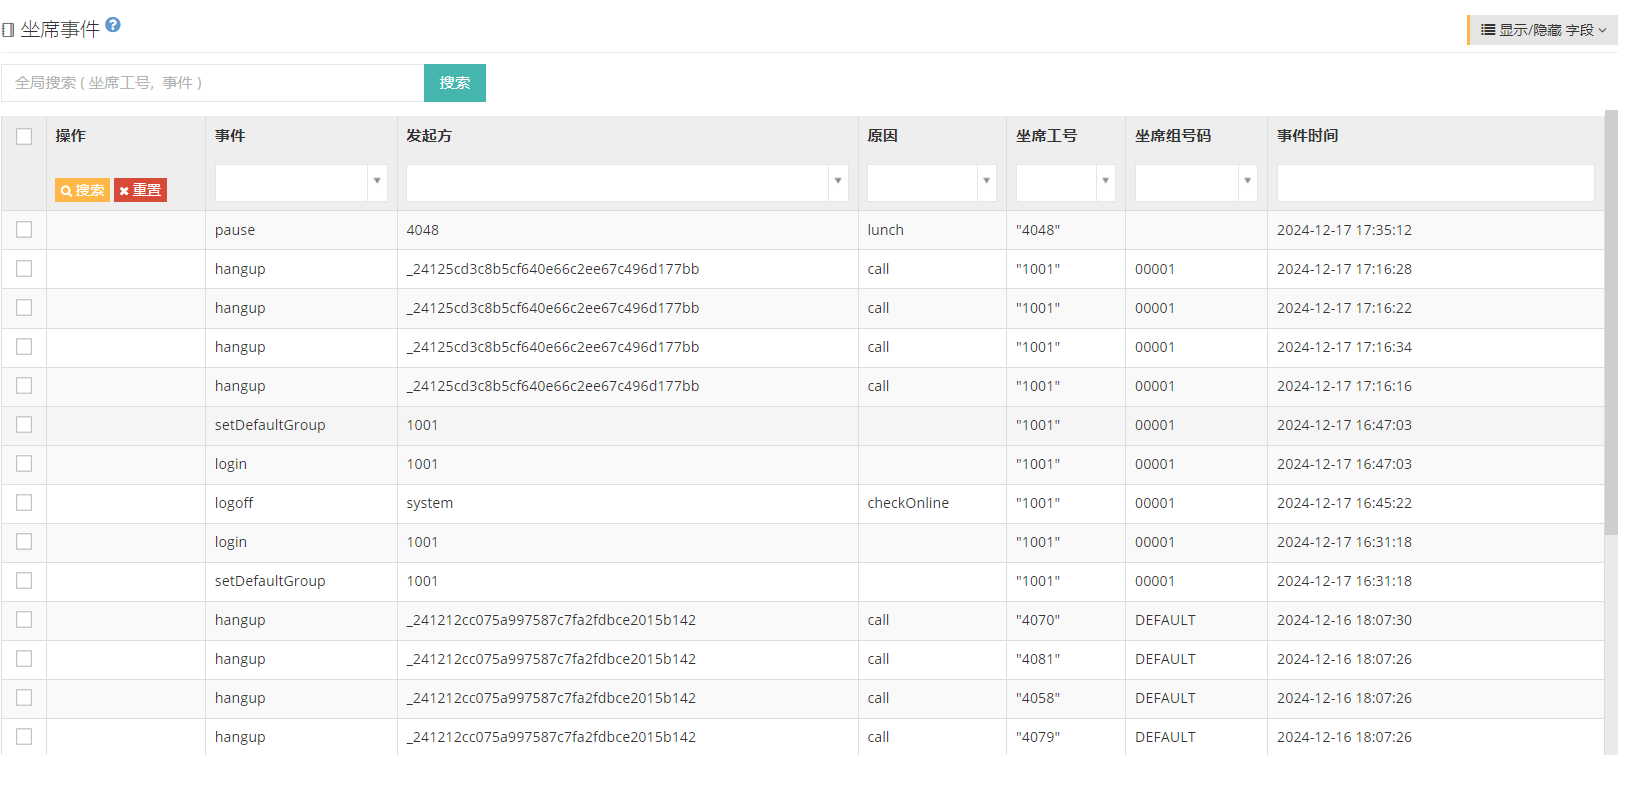 坐席事件
显示/隐藏 字段
全局搜索 ( 坐席工号, 事件 ) 搜索
操作 事件 发起方 原因 坐席工号 坐席组号码 事件时间
搜索 重置
pause 4048 lunch "4048" 2024-12-17 17:35:12
hangup _24125cd3c8b5cf640e66c2ee67c496d177bb call "1001" 00001 2024-12-17 17:16:28
hangup _24125cd3c8b5cf640e66c2ee67c496d177bb call "1001" 00001 2024-12-17 17:16:22
hangup _24125cd3c8b5cf640e66c2ee67c496d177bb call "1001" 00001 2024-12-17 17:16:34
hangup _24125cd3c8b5cf640e66c2ee67c496d177bb call "1001" 00001 2024-12-17 17:16:16
setDefaultGroup 1001 "1001" 00001 2024-12-17 16:47:03
login 1001 "1001" 00001 2024-12-17 16:47:03
logoff system checkOnline "1001" 00001 2024-12-17 16:45:22
login 1001 "1001" 00001 2024-12-17 16:31:18
setDefaultGroup 1001 "1001" 00001 2024-12-17 16:31:18
hangup _241212cc075a997587c7fa2fdbce2015b142 call "4070" DEFAULT 2024-12-16 18:07:30
hangup _241212cc075a997587c7fa2fdbce2015b142 call "4081" DEFAULT 2024-12-16 18:07:26
hangup _241212cc075a997587c7fa2fdbce2015b142 call "4058" DEFAULT 2024-12-16 18:07:26
hangup _241212cc075a997587c7fa2fdbce2015b142 call "4079" DEFAULT 2024-12-16 18:07:26